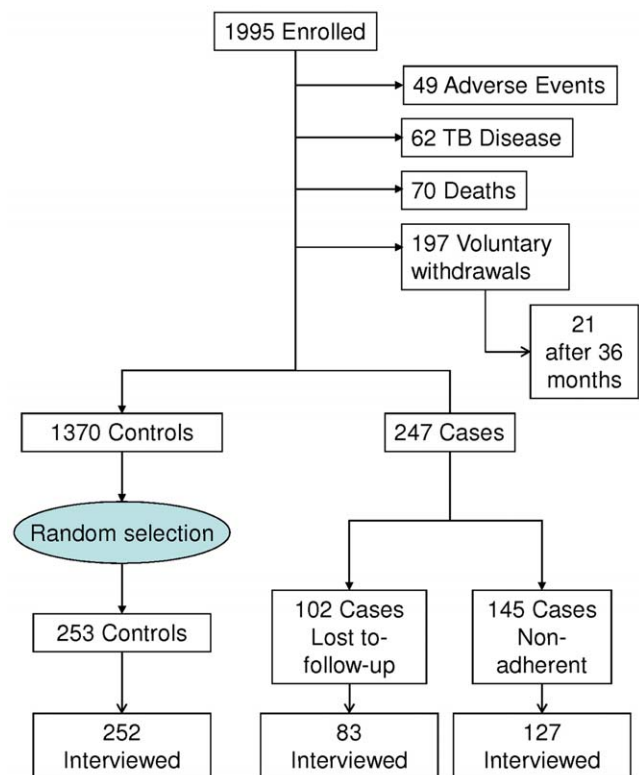 1995 Enrolled
49 Adverse Events
62 TB Disease
70 Deaths
197 Voluntary
withdrawals
21
after 36
months
1370 Controls
247 Cases
Random selection
253 Controls
102 Cases
Lost to-
follow-up
145 Cases
Non-
adherent
252
Interviewed
83
Interviewed
127
Interviewed